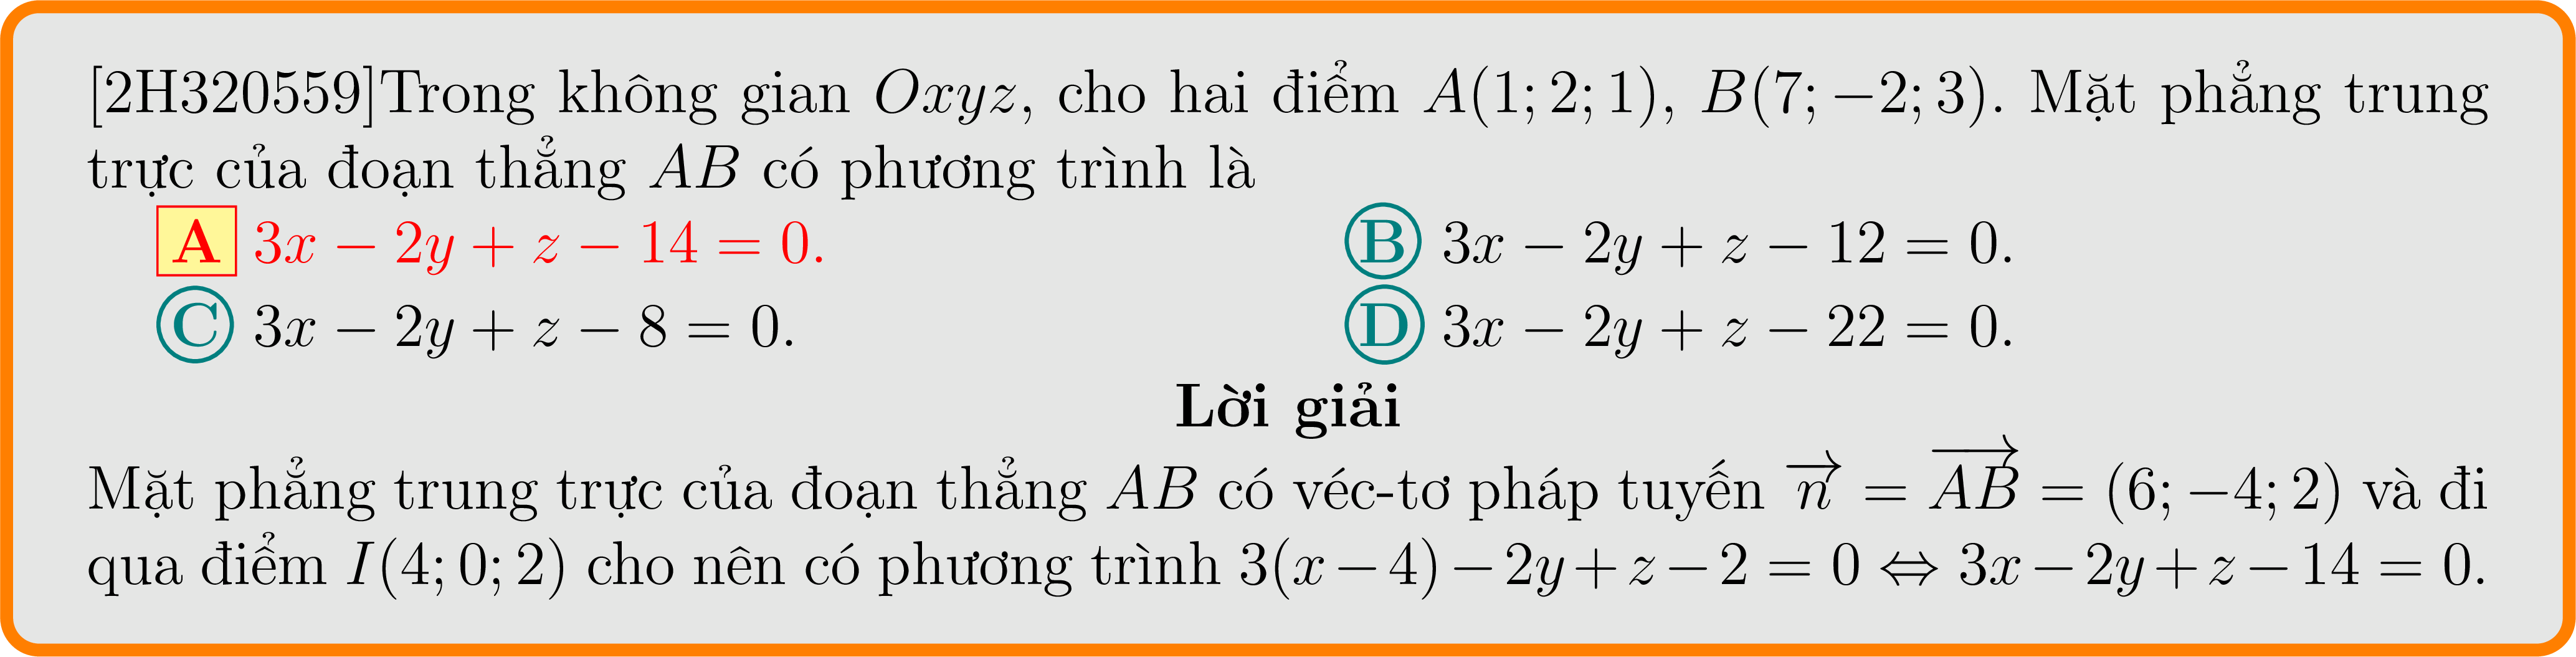 [2H320559]Trong không gian Oxyz, cho hai điểm A(1; 2; 1), B(7; −2; 3). Mặt phẳng trung
trực của đoạn thẳng AB có phương trình là
A 3x − 2y + z − 14 = 0. B 3x − 2y + z − 12 = 0.
C 3x − 2y + z − 8 = 0. D 3x − 2y + z − 22 = 0.
Lời giải
Mặt phẳng trung trực của đoạn thẳng AB có véc-tơ pháp tuyến $\overrightarrow{n} = \overrightarrow{AB}$ = (6; −4; 2) và đi
qua điểm I(4; 0; 2) cho nên có phương trình 3(x − 4) − 2y + z − 2 = 0 ⇔ 3x − 2y + z − 14 = 0.